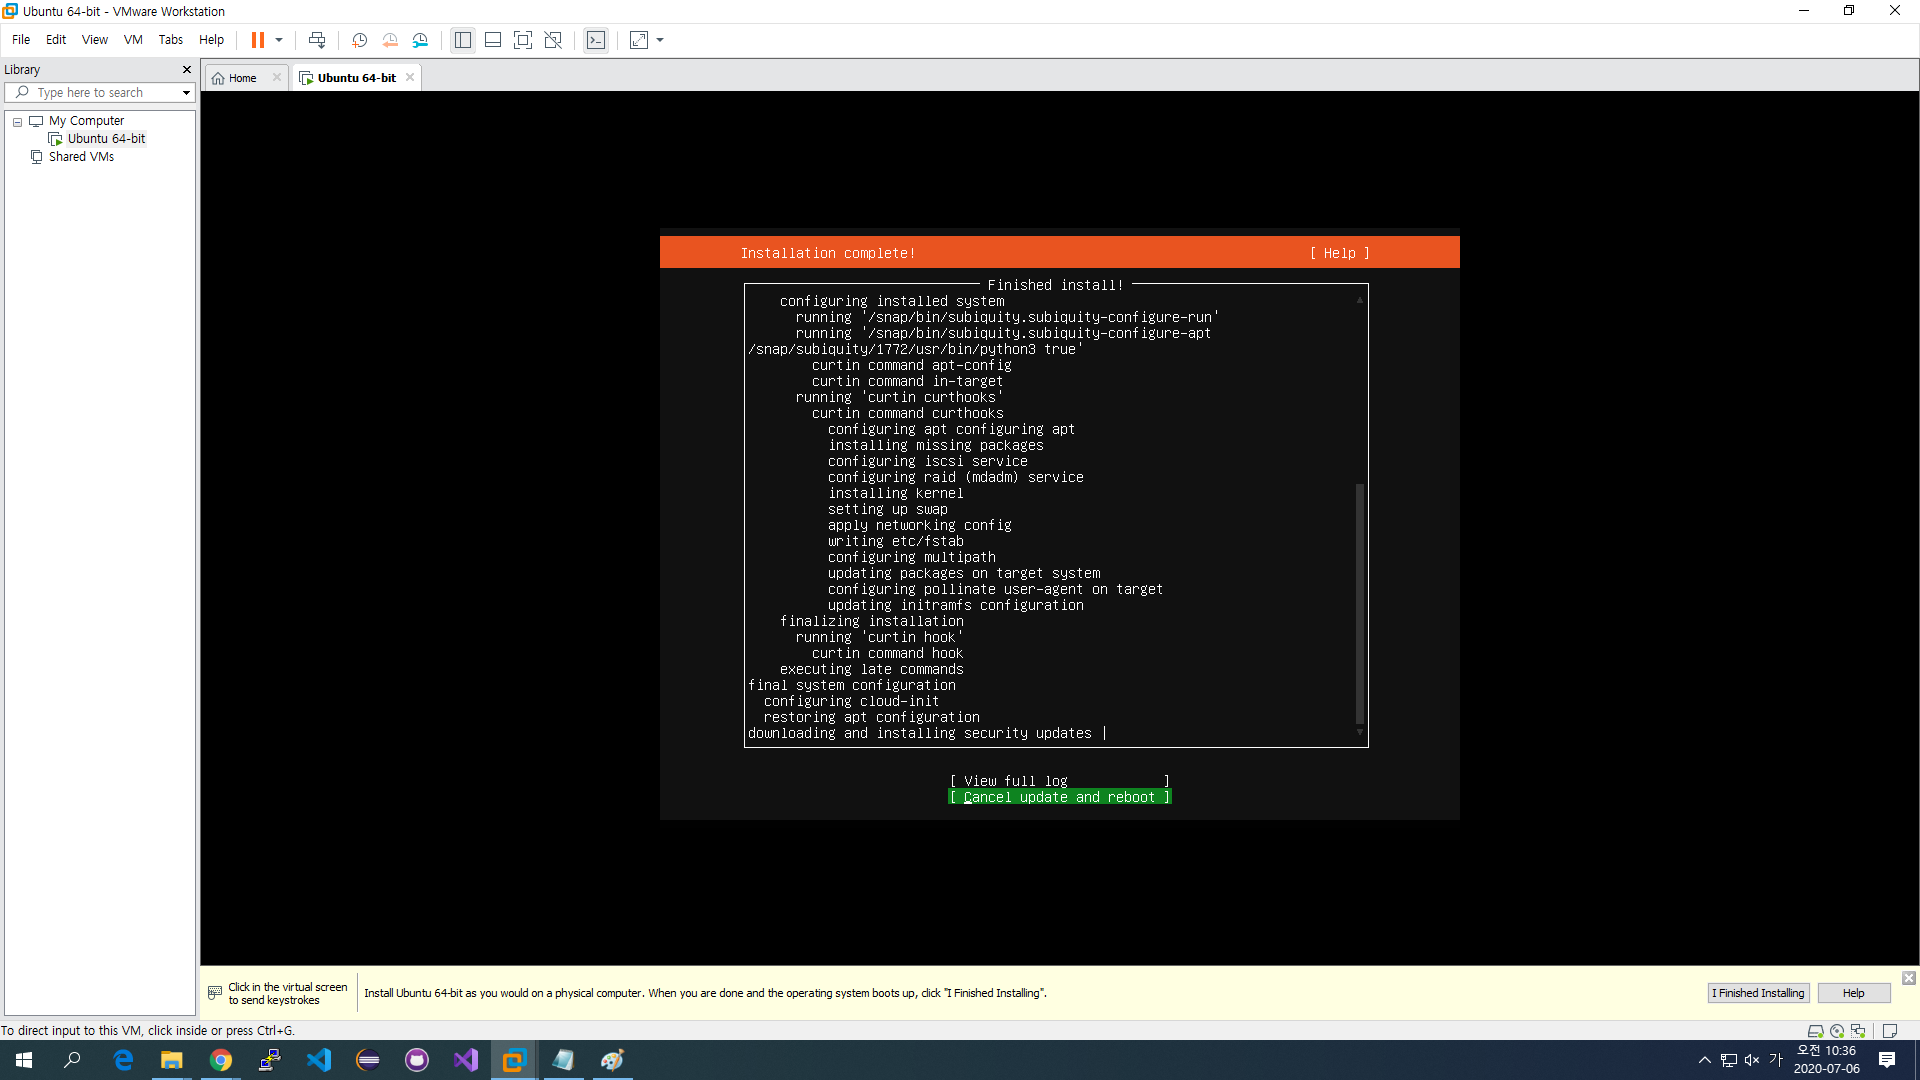 Ubuntu 64-bit - VMware Workstation
File Edit View VM Tabs Help
Library
Type here to search
My Computer
Ubuntu 64-bit
Shared VMs
Home
Ubuntu 64-bit
Installation complete! [ Help ]
Finished install!
configuring installed system
running '/snap/bin/subiquity.subiquity-configure-run'
running '/snap/bin/subiquity.subiquity-configure-apt
/snap/subiquity/1772/usr/bin/python3 true'
curtin command apt-config
curtin command in-target
running 'curtin curthooks'
curtin command curthooks
configuring apt configuring apt
installing missing packages
configuring iscsi service
configuring raid (mdadm) service
installing kernel
setting up swap
apply networking config
writing etc/fstab
configuring multipath
updating packages on target system
configuring pollinate user-agent on target
updating initramfs configuration
finalizing installation
running 'curtin hook'
curtin command hook
executing late commands
final system configuration
configuring cloud-init
restoring apt configuration
downloading and installing security updates |
[ View full log ]
[ Cancel update and reboot ]
Click in the virtual screen
to send keystrokes
Install Ubuntu 64-bit as you would on a physical computer. When you are done and the operating system boots up, click "I Finished Installing".
I Finished Installing
Help
To direct input to this VM, click inside or press Ctrl+G.
가
오전 10:36
2020-07-06